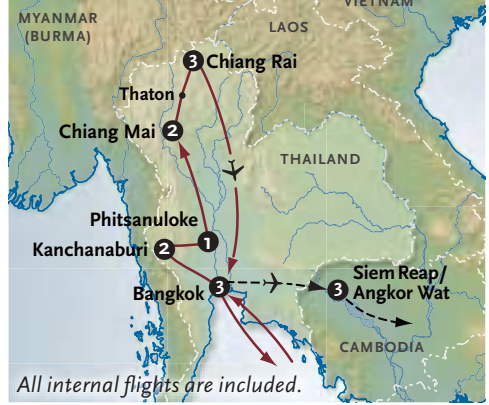 VIETNAM
MYANMAR
(BURMA)
LAOS
3 Chiang Rai
Thaton
Chiang Mai 2
THAILAND
Phitsanuloke
1
Kanchanaburi 2
Siem Reap/
Angkor Wat
3
Bangkok 3
CAMBODIA
All internal flights are included.